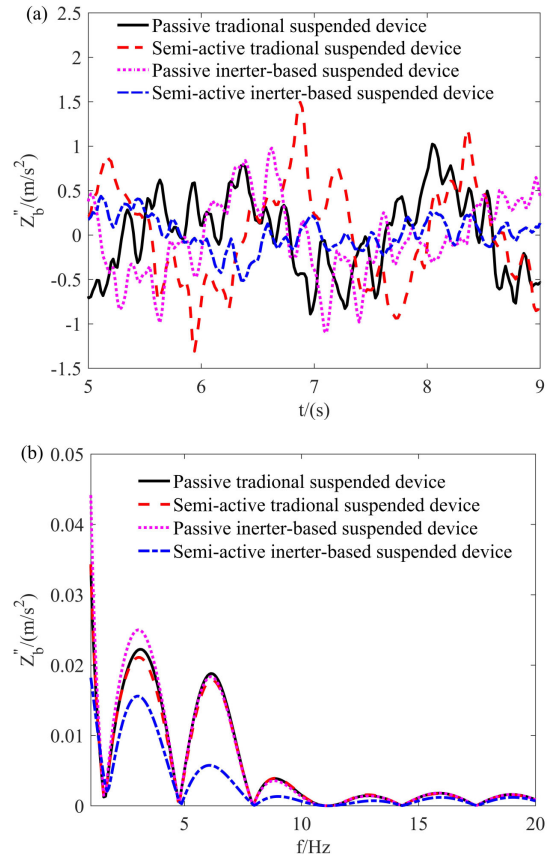 (a)
2.5
2
1.5
1
0.5
0
-0.5
-1
-1.5
Z"b/(m/s²)
Passive tradional suspended device
Semi-active tradional suspended device
Passive inerter-based suspended device
Semi-active inerter-based suspended device
5 6 7 8 9
t/(s)
(b)
0.05
0.04
0.03
0.02
0.01
0
Z"b/(m/s²)
Passive tradional suspended device
Semi-active tradional suspended device
Passive inerter-based suspended device
Semi-active inerter-based suspended device
5 10 15 20
f/Hz